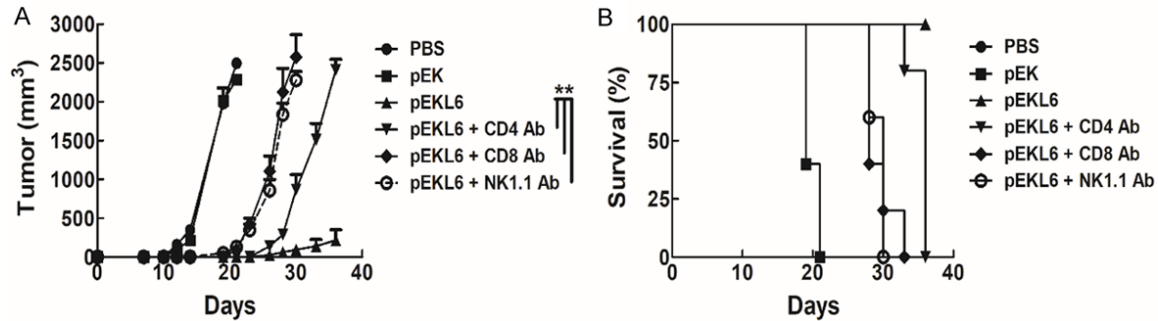 A
Tumor (mm3)
3000
2500
2000
1500
1000
500
0
0 10 20 30 40
Days
PBS
pEK
pEKL6
pEKL6 + CD4 Ab
pEKL6 + CD8 Ab
pEKL6 + NK1.1 Ab
**
B
Survival (%)
100
75
50
25
0
0 10 20 30 40
Days
PBS
pEK
pEKL6
pEKL6 + CD4 Ab
pEKL6 + CD8 Ab
pEKL6 + NK1.1 Ab